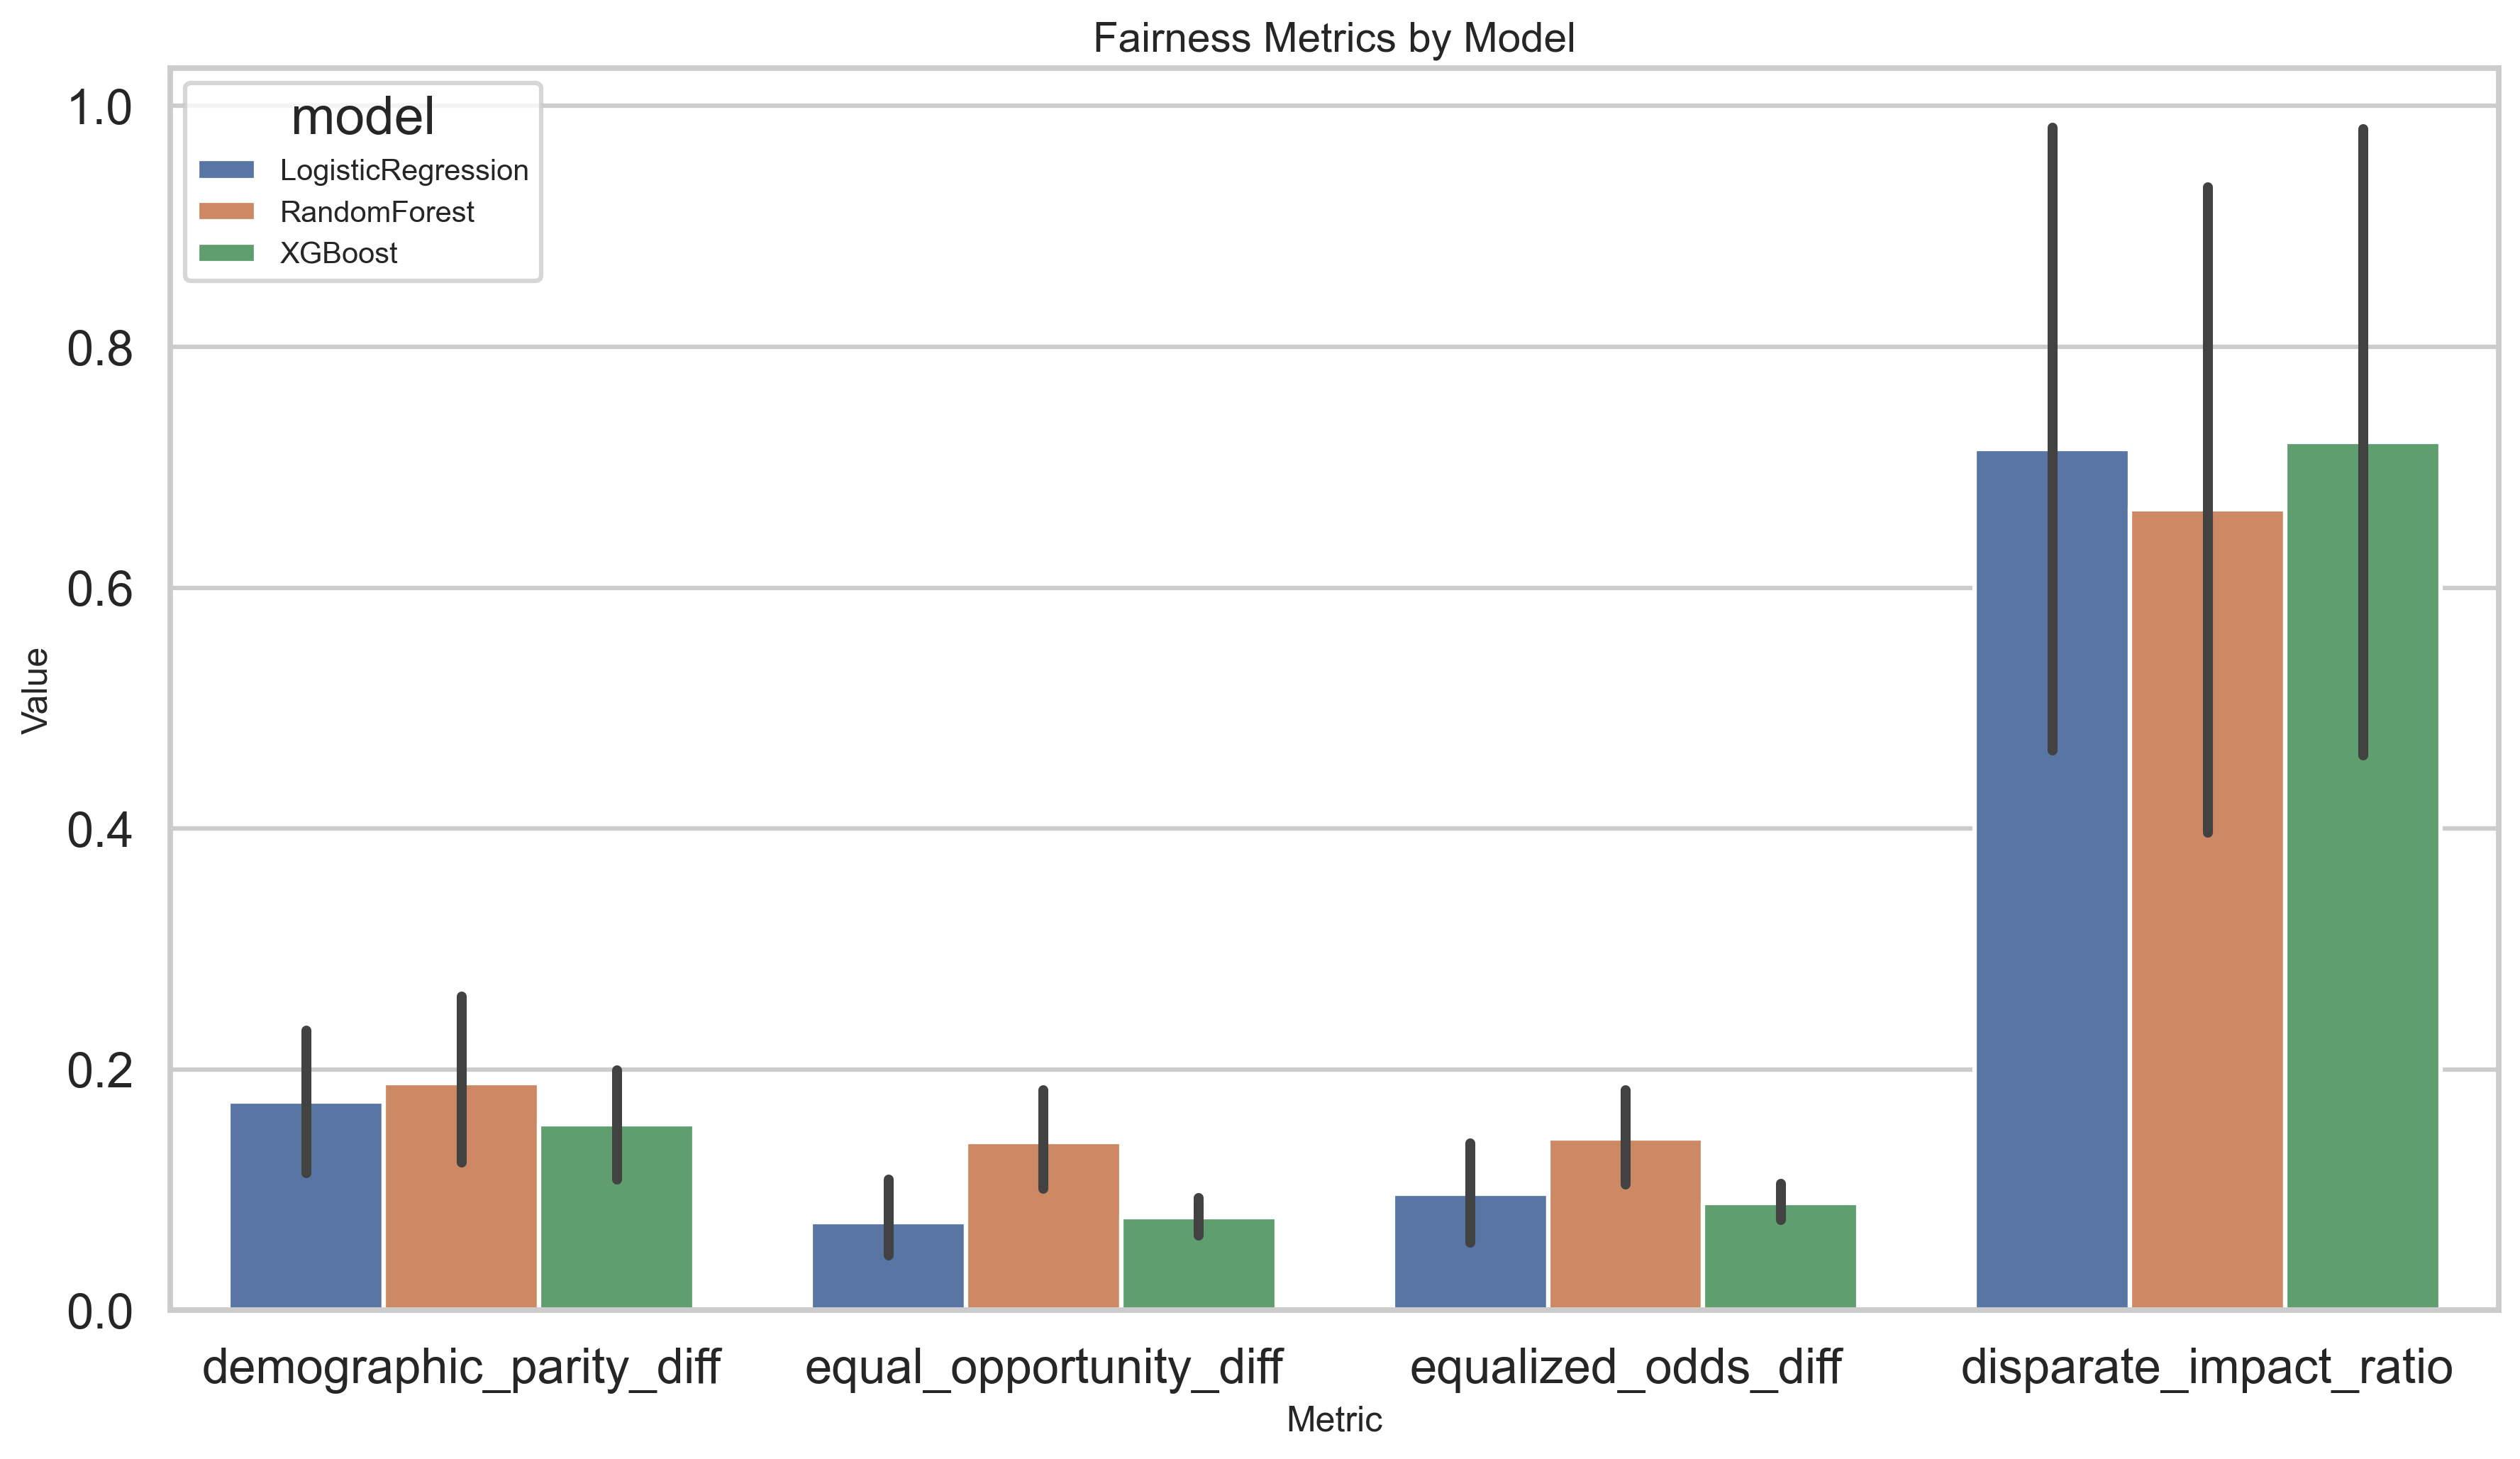 Fairness Metrics by Model
model
LogisticRegression
RandomForest
XGBoost
1.0
0.8
0.6
0.4
0.2
0.0
Value
demographic_parity_diff
equal_opportunity_diff
equalized_odds_diff
disparate_impact_ratio
Metric